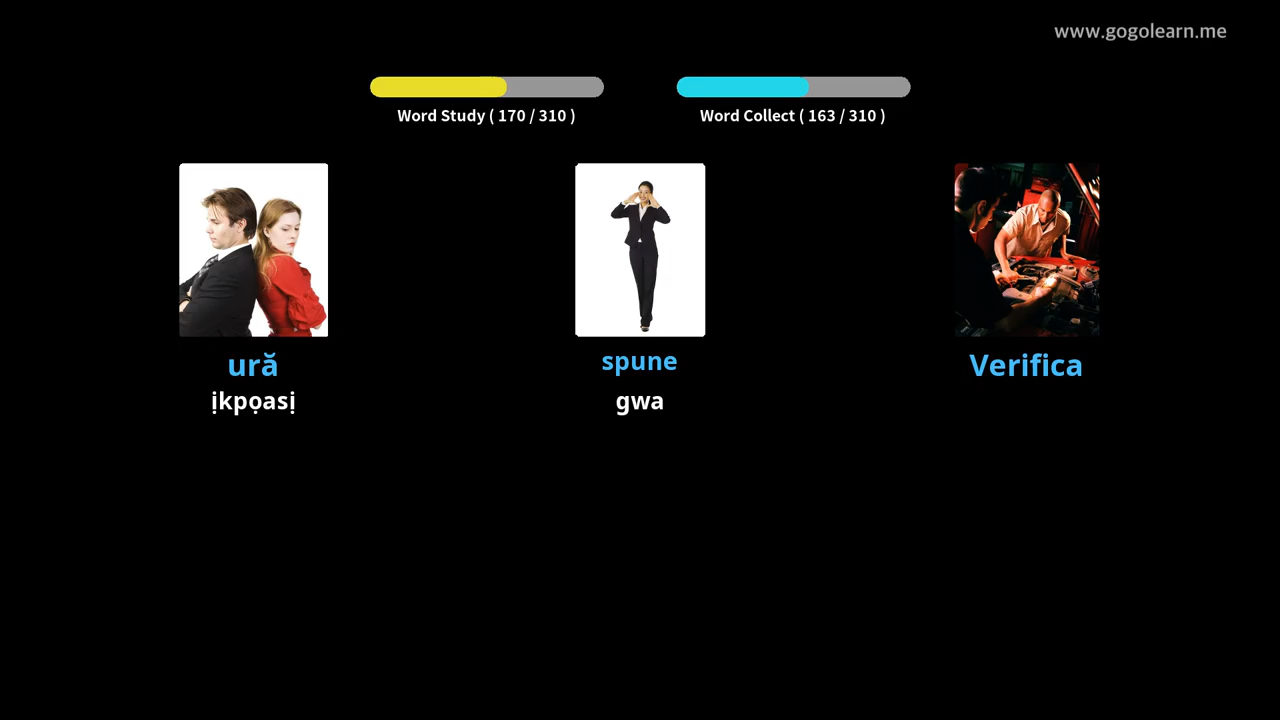 www.gogolearn.me
Word Study ( 170 / 310 )
Word Collect ( 163 / 310 )
ură
spune
Verifica
ịkpọasị
gwa